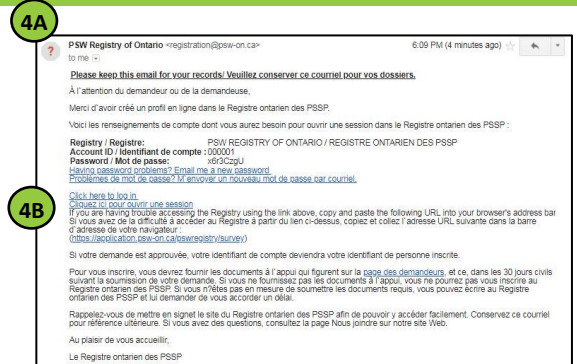 4A
?
PSW Registry of Ontario <registration@psw-on.ca> 6:09 PM (4 minutes ago)
to me
Please keep this email for your records/ Veuillez conserver ce courriel pour vos dossiers.
À l'attention du demandeur ou de la demandeuse,
Merci d'avoir créé un profil en ligne dans le Registre ontarien des PSSP.
Voici les renseignements de compte dont vous aurez besoin pour ouvrir une session dans le Registre ontarien des PSSP :
Registry / Registre: PSW REGISTRY OF ONTARIO / REGISTRE ONTARIEN DES PSSP
Account ID / Identifiant de compte : 000001
Password / Mot de passe: x6r3CzgU
Having password problems? Email me a new password
Problèmes de mot de passe? M'envoyer un nouveau mot de passe par courriel.
4B
Click here to log in
Cliquez ici pour ouvrir une session
If you are having trouble accessing the Registry using the link above, copy and paste the following URL into your browser's address bar
Si vous avez de la difficulté à accéder au Registre à partir du lien ci-dessus, copiez et collez l'adresse URL suivante dans la barre
d'adresse de votre navigateur :
(https://application.psw-on.ca/pswregistry/survey)
Si votre demande est approuvée, votre identifiant de compte deviendra votre identifiant de personne inscrite.
Pour vous inscrire, vous devrez fournir les documents à l'appui qui figurent sur la page des demandeurs, et ce, dans les 30 jours civils
suivant la soumission de votre demande. Si vous ne fournissez pas les documents à l'appui, vous ne pourrez pas vous inscrire au
Registre ontarien des PSSP. Si vous n?êtes pas en mesure de soumettre les documents requis, vous pouvez écrire au Registre
ontarien des PSSP et lui demander de vous accorder un délai.
Rappelez-vous de mettre en signet le site du Registre ontarien des PSSP afin de pouvoir y accéder facilement. Conservez ce courriel
pour référence ultérieure. Si vous avez des questions, consultez la page Nous joindre sur notre site Web.
Au plaisir de vous accueillir,
Le Registre ontarien des PSSP